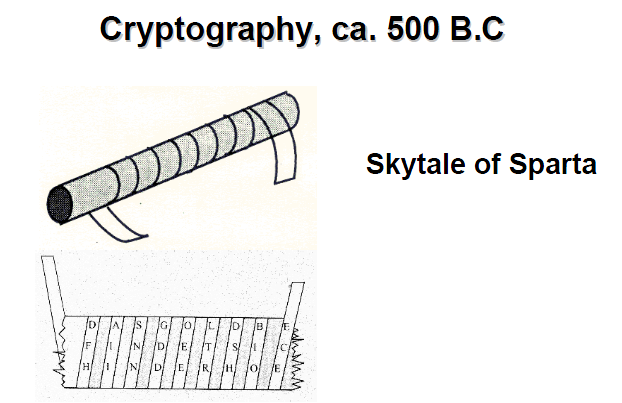 Cryptography, ca. 500 B.C
Skytale of Sparta
D A S G O L D B E
F I N D E T S I C
H I N D E R H O E